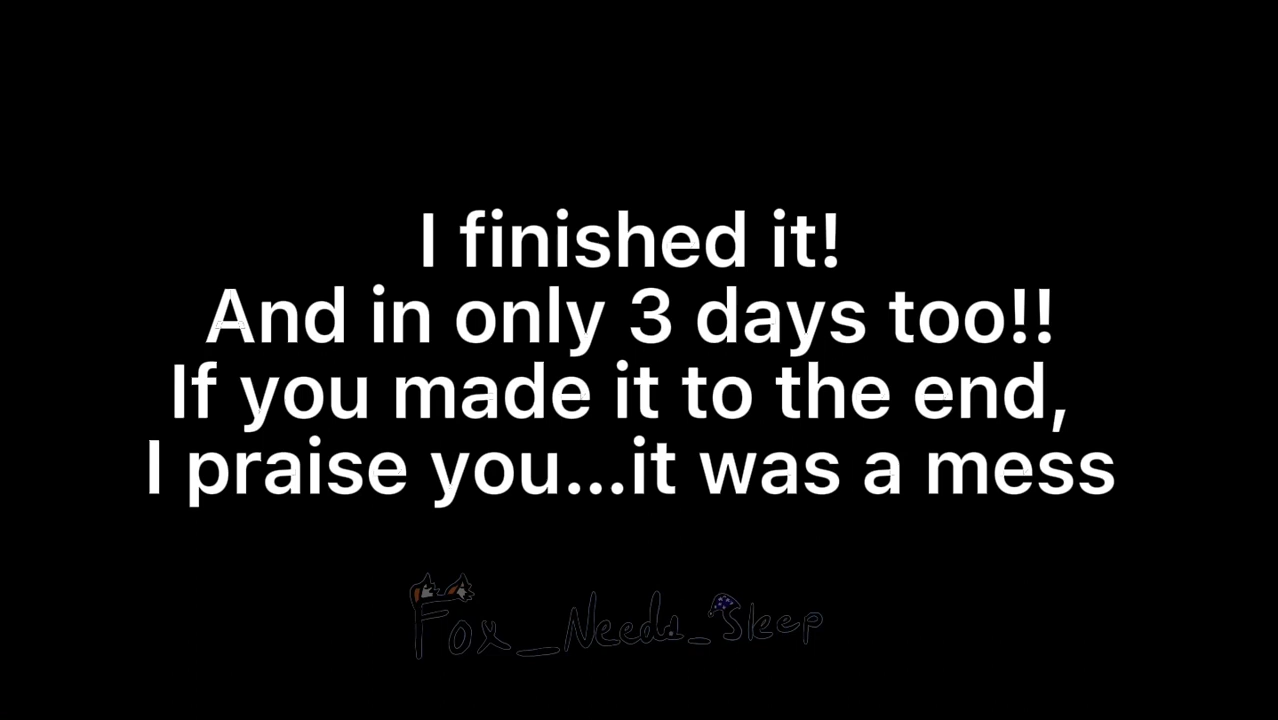 I finished it!
And in only 3 days too!!
If you made it to the end,
I praise you...it was a mess
Fox_Needs_Sleep